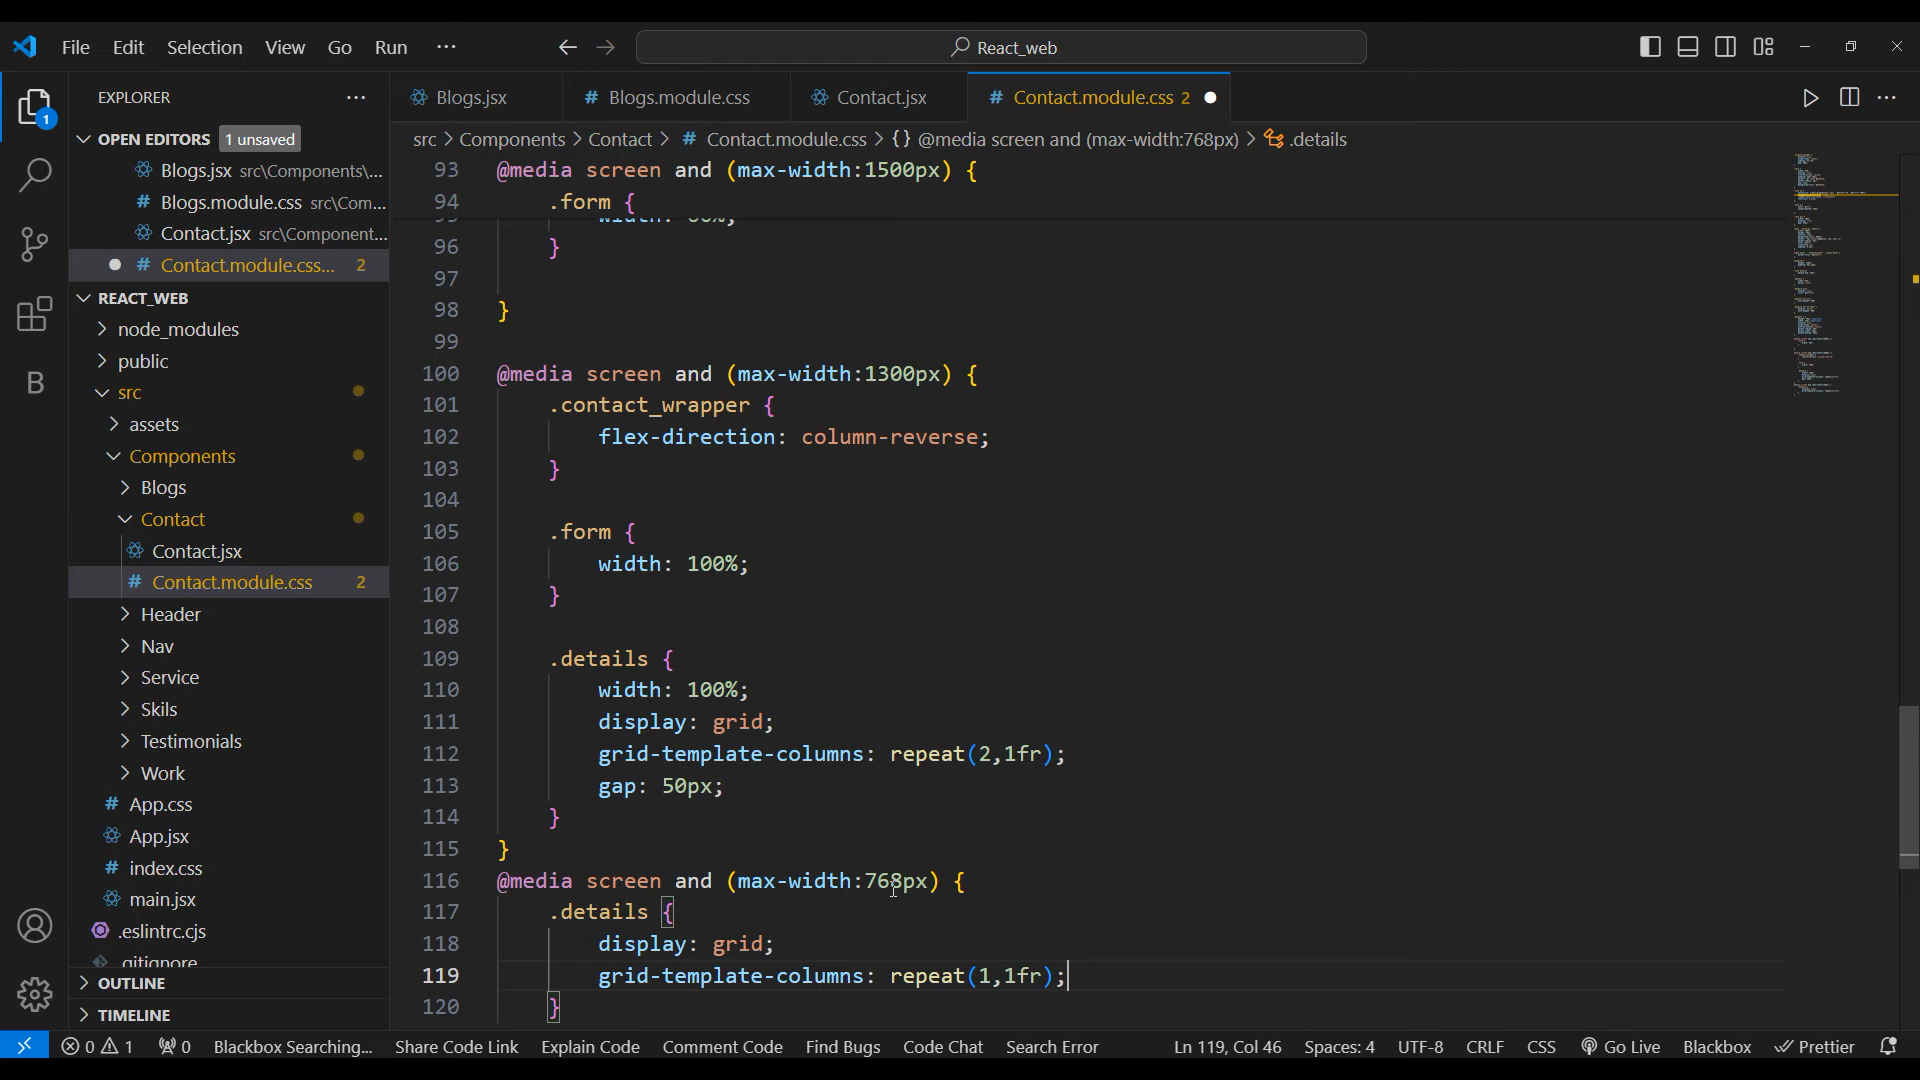 File Edit Selection View Go Run ··· React_web
EXPLORER ···
OPEN EDITORS 1 unsaved
Blogs.jsx src\Components\...
Blogs.module.css src\Com...
Contact.jsx src\Component...
Contact.module.css... 2
REACT_WEB
node_modules
public
src
assets
Components
Blogs
Contact
Contact.jsx
Contact.module.css 2
Header
Nav
Service
Skils
Testimonials
Work
App.css
App.jsx
index.css
main.jsx
.eslintrc.cjs
.gitignore
OUTLINE
TIMELINE
Blogs.jsx Blogs.module.css Contact.jsx Contact.module.css 2
src > Components > Contact > Contact.module.css > {} @media screen and (max-width:768px) > .details
93 @media screen and (max-width:1500px) {
94 .form {
96 }
97
98 }
99
100 @media screen and (max-width:1300px) {
101 .contact_wrapper {
102 flex-direction: column-reverse;
103 }
104
105 .form {
106 width: 100%;
107 }
108
109 .details {
110 width: 100%;
111 display: grid;
112 grid-template-columns: repeat(2,1fr);
113 gap: 50px;
114 }
115 }
116 @media screen and (max-width:768px) {
117 .details {
118 display: grid;
119 grid-template-columns: repeat(1,1fr);
120 }
0 1 0 Blackbox Searching... Share Code Link Explain Code Comment Code Find Bugs Code Chat Search Error Ln 119, Col 46 Spaces: 4 UTF-8 CRLF CSS Go Live Blackbox Prettier